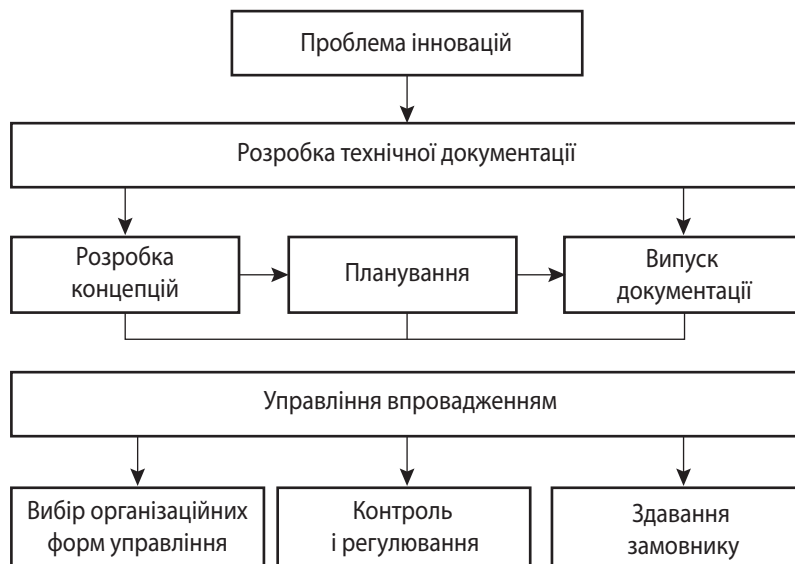 Проблема інновацій
Розробка технічної документації
Розробка
концепцій
Планування
Випуск
документації
Управління впровадженням
Вибір організаційних
форм управління
Контроль
і регулювання
Здавання
замовнику